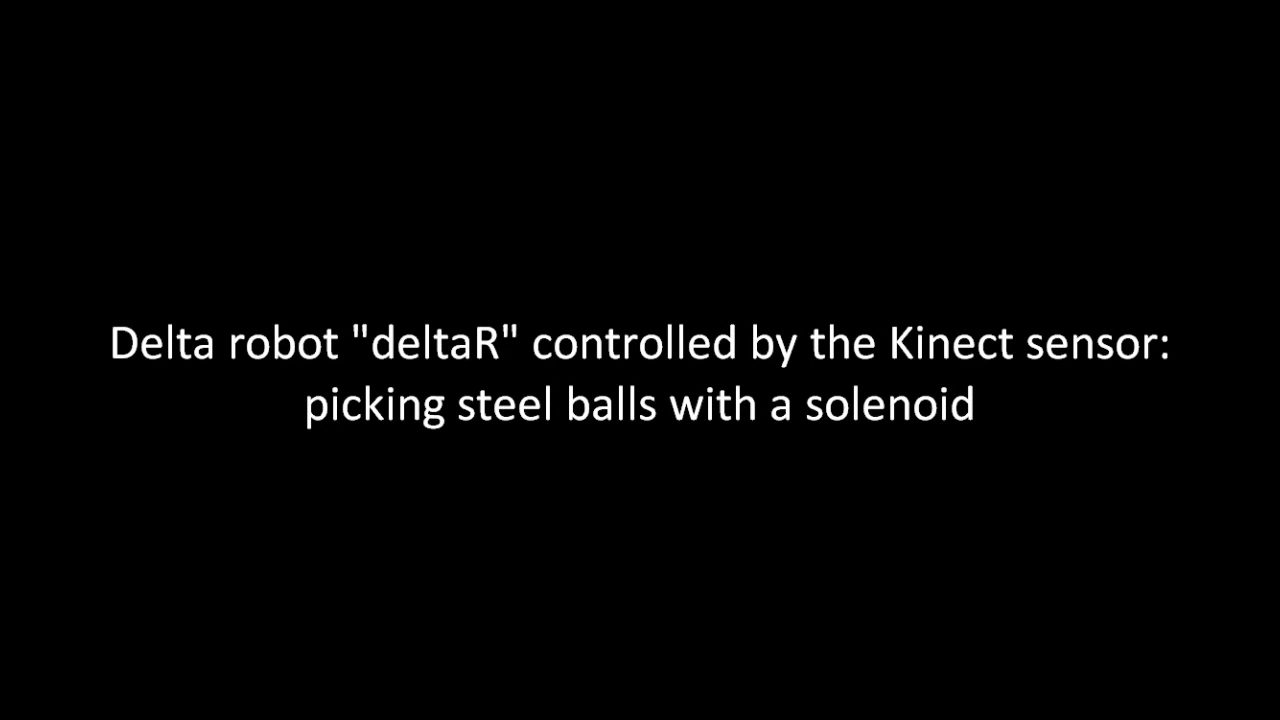 Delta robot "deltaR" controlled by the Kinect sensor:
picking steel balls with a solenoid